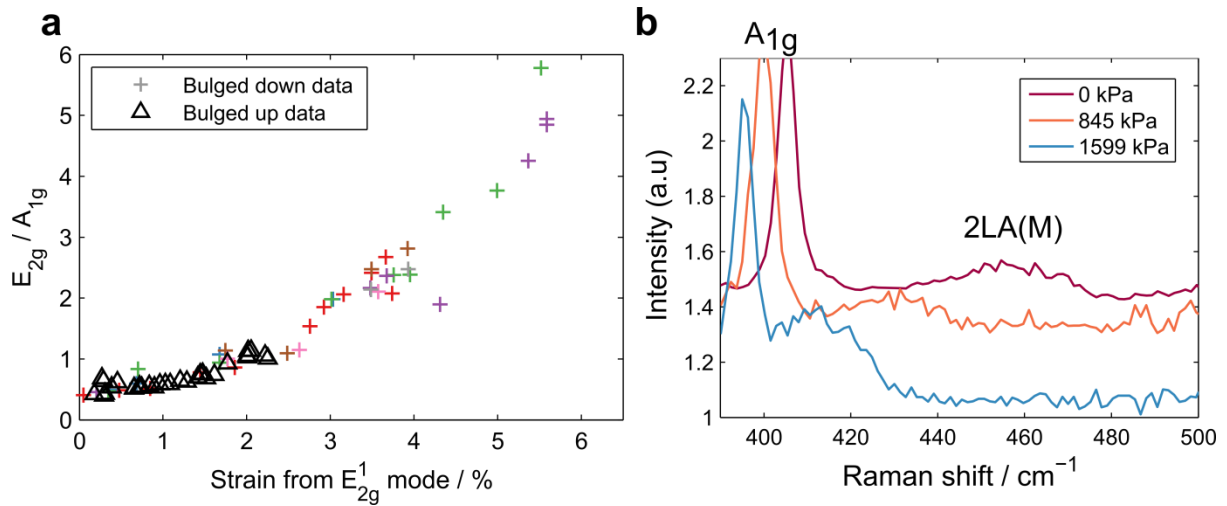 a
E2g / A1g
6
5
4
3
2
1
0
Bulged down data
Bulged up data
0 1 2 3 4 5 6
Strain from E¹2g mode / %
b
A1g
Intensity (a.u)
2.2
2
1.8
1.6
1.4
1.2
1
0 kPa
845 kPa
1599 kPa
2LA(M)
400 420 440 460 480 500
Raman shift / cm⁻¹